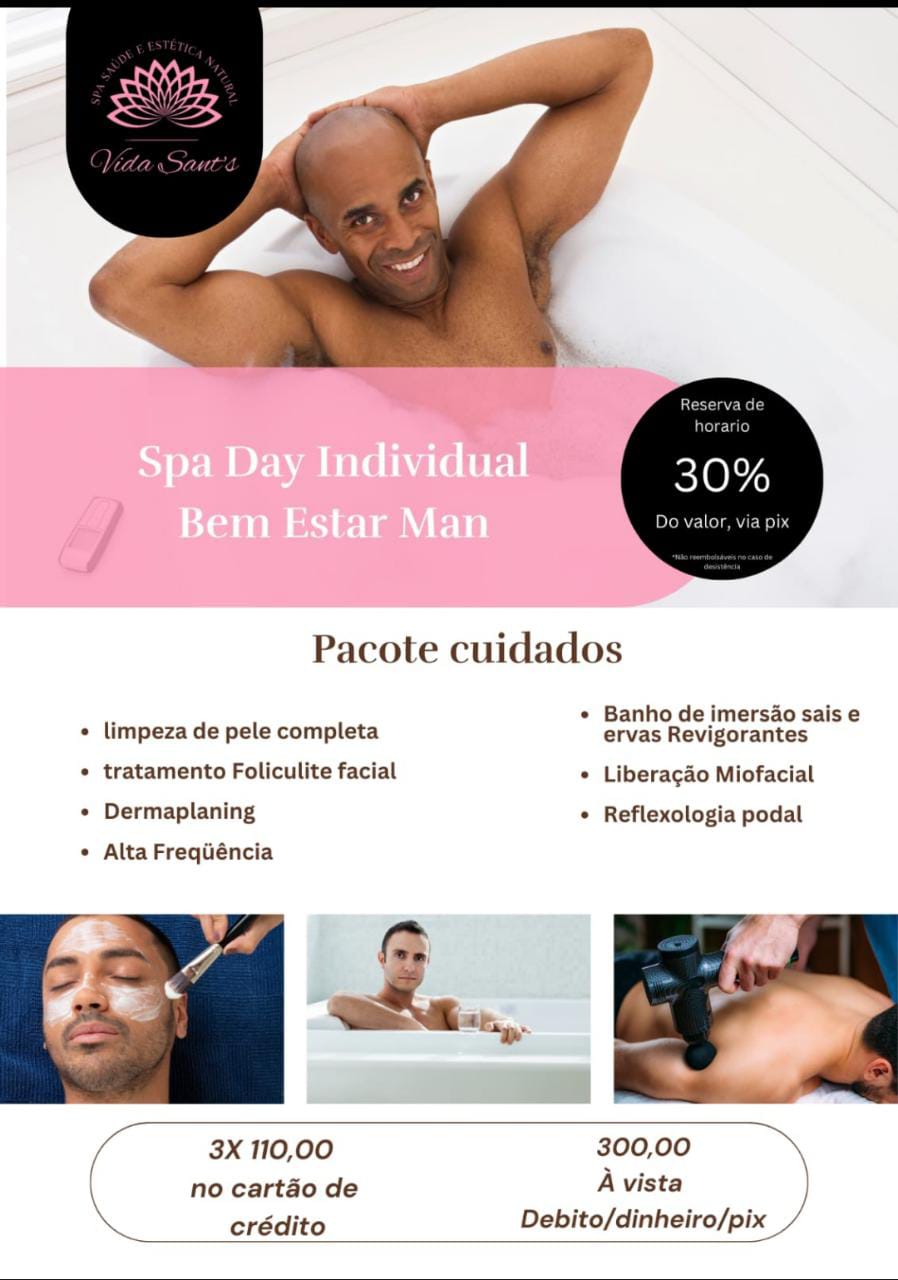 SPA SAÚDE E ESTÉTICA NATURAL
Vida Sant's
Reserva de
horario
30%
Do valor, via pix
*Não reembolsáveis no caso de
desistência
Spa Day Individual
Bem Estar Man
Pacote cuidados
• limpeza de pele completa
• tratamento Foliculite facial
• Dermaplaning
• Alta Freqüência
• Banho de imersão sais e
ervas Revigorantes
• Liberação Miofacial
• Reflexologia podal
3X 110,00
no cartão de
crédito
300,00
À vista
Debito/dinheiro/pix